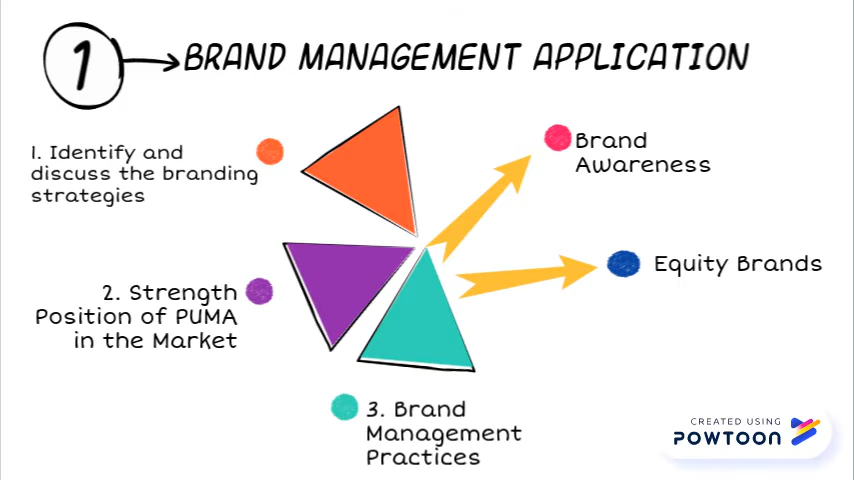 1
BRAND MANAGEMENT APPLICATION
1. Identify and
discuss the branding
strategies
Brand
Awareness
Equity Brands
2. Strength
Position of PUMA
in the Market
3. Brand
Management
Practices
CREATED USING
POWTOON